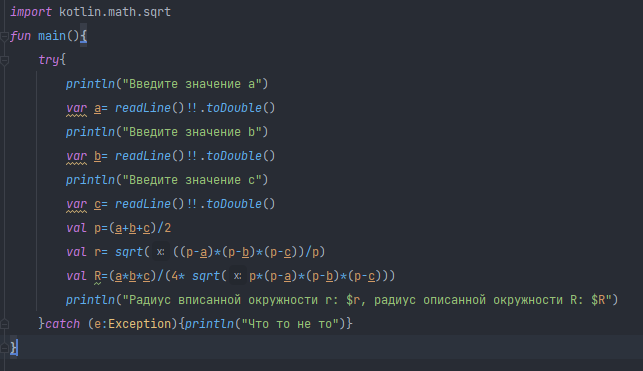 import kotlin.math.sqrt
fun main(){
try{
println("Введите значение a")
var a= readLine()!!.toDouble()
println("Введите значение b")
var b= readLine()!!.toDouble()
println("Введите значение c")
var c= readLine()!!.toDouble()
val p=(a+b+c)/2
val r= sqrt( x: ((p-a)*(p-b)*(p-c))/p)
val R=(a*b*c)/(4* sqrt( x: p*(p-a)*(p-b)*(p-c)))
println("Радиус вписанной окружности r: $r, радиус описанной окружности R: $R")
}catch (e:Exception){println("Что то не то")}
}